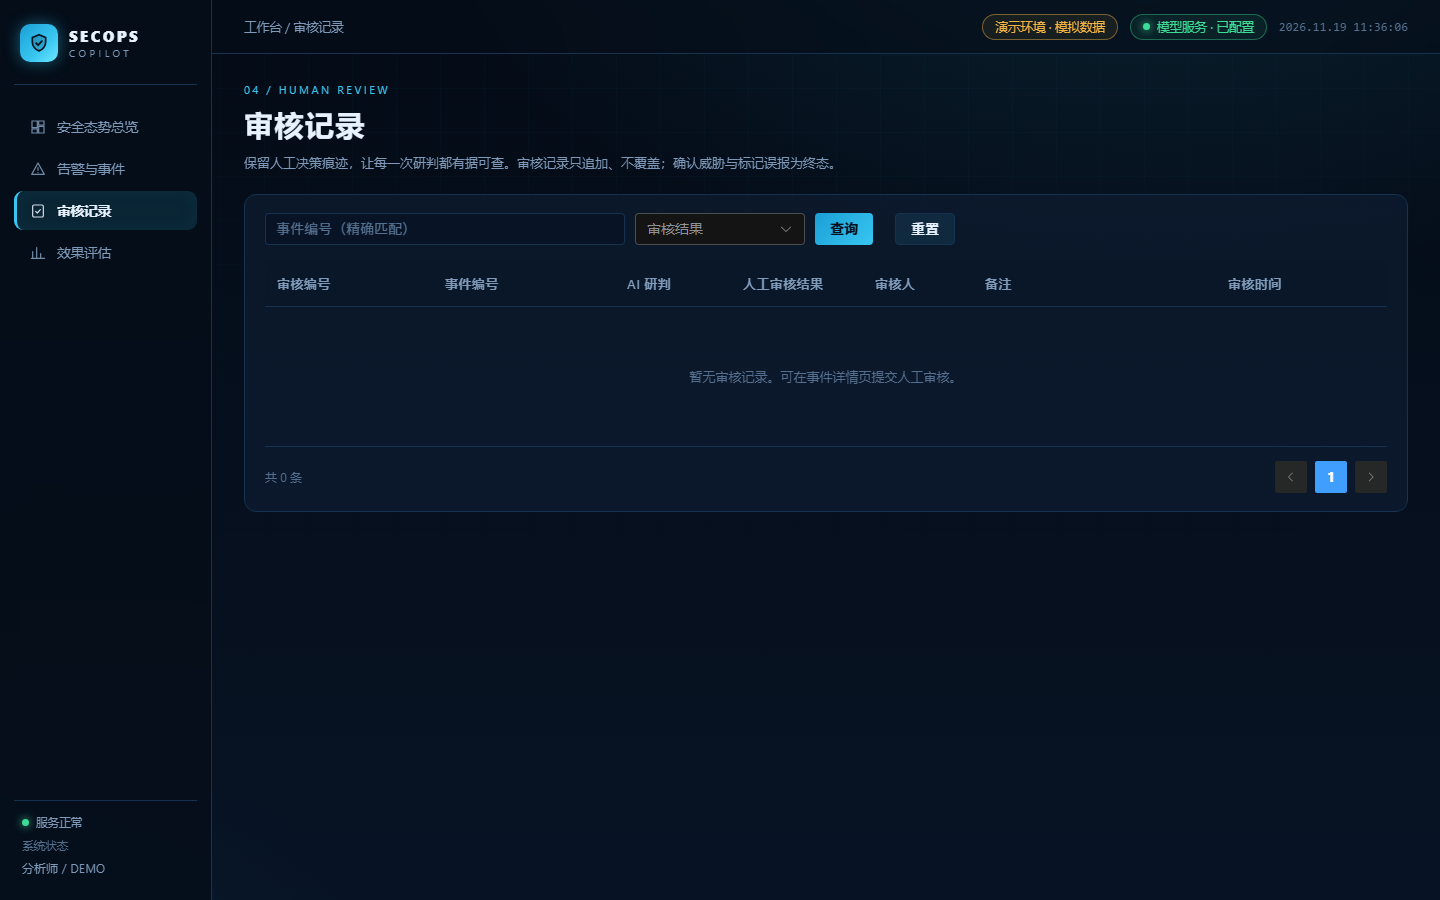 SECOPS
COPILOT
安全态势总览
告警与事件
审核记录
效果评估
服务正常
系统状态
分析师 / DEMO
工作台 / 审核记录
演示环境 · 模拟数据
模型服务 · 已配置
2026.11.19 11:36:06
04 / HUMAN REVIEW
审核记录
保留人工决策痕迹，让每一次研判都有据可查。审核记录只追加、不覆盖；确认威胁与标记误报为终态。
事件编号（精确匹配）
审核结果
查询
重置
审核编号 事件编号 AI 研判 人工审核结果 审核人 备注 审核时间
暂无审核记录。可在事件详情页提交人工审核。
共 0 条
1